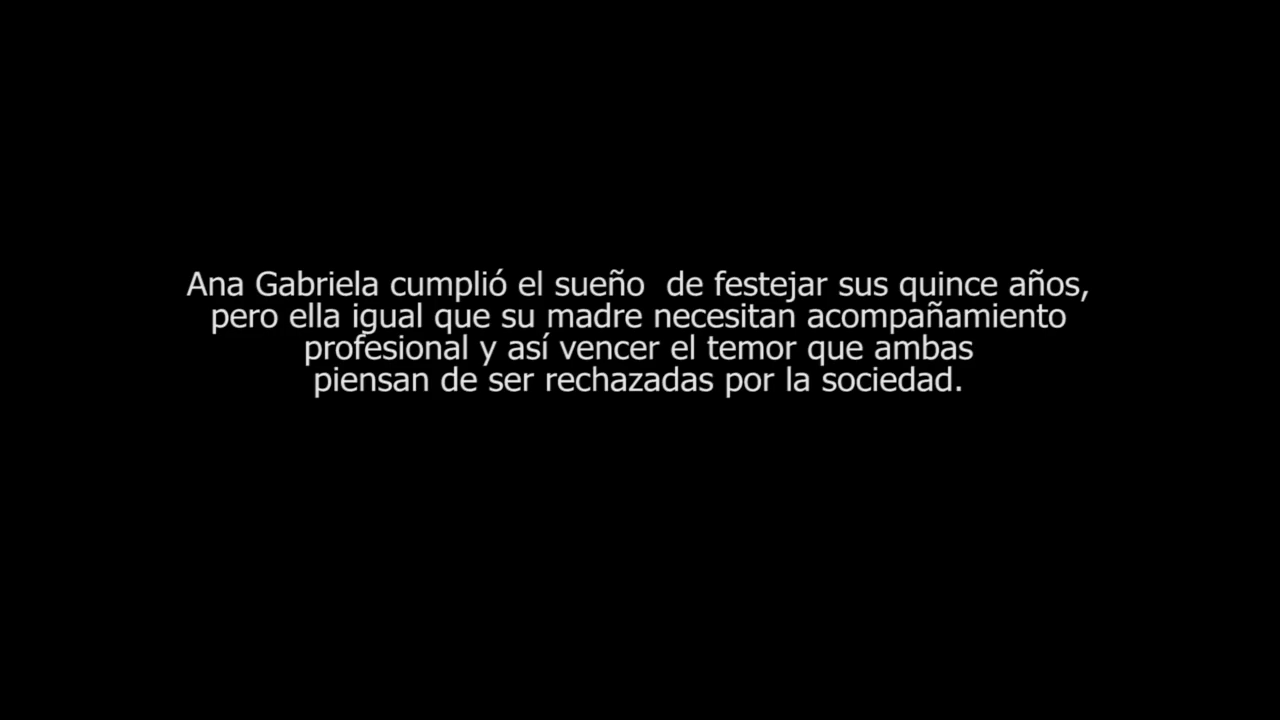 Ana Gabriela cumplió el sueño  de festejar sus quince años,
pero ella igual que su madre necesitan acompañamiento
profesional y así vencer el temor que ambas
piensan de ser rechazadas por la sociedad.